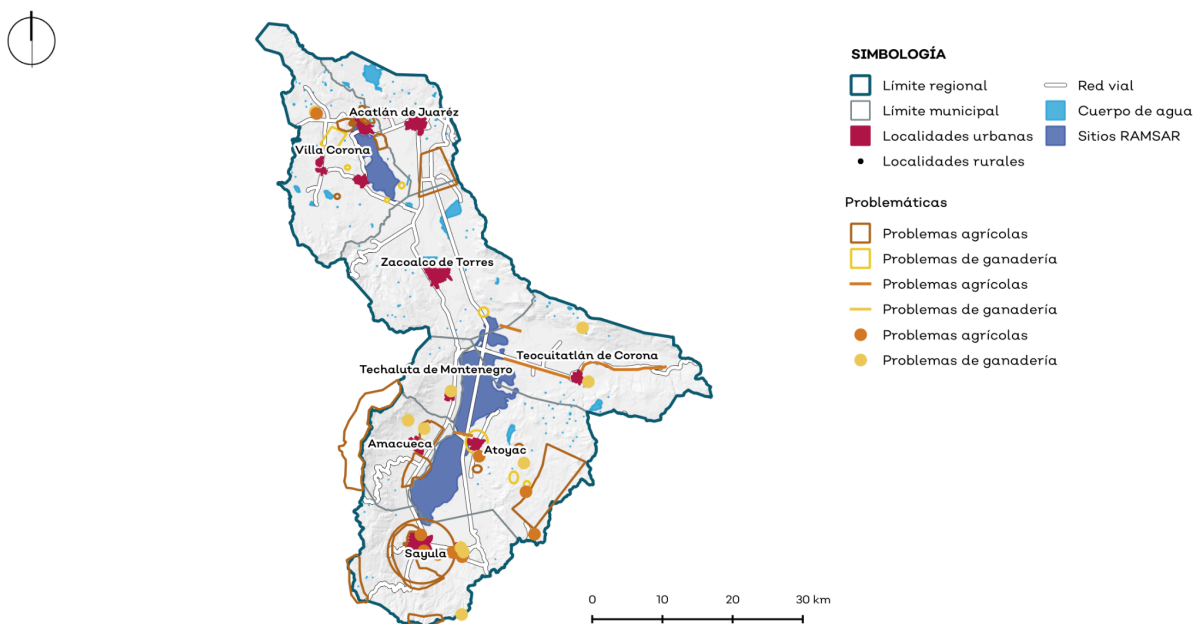 SIMBOLOGÍA
Límite regional
Límite municipal
Localidades urbanas
Localidades rurales
Red vial
Cuerpo de agua
Sitios RAMSAR
Problemáticas
Problemas agrícolas
Problemas de ganadería
Problemas agrícolas
Problemas de ganadería
Problemas agrícolas
Problemas de ganadería
Acatlán de Juaréz
Villa Corona
Zacoalco de Torres
Teocuitatlán de Corona
Techaluta de Montenegro
Amacueca
Atoyac
Sayula
0 10 20 30 km